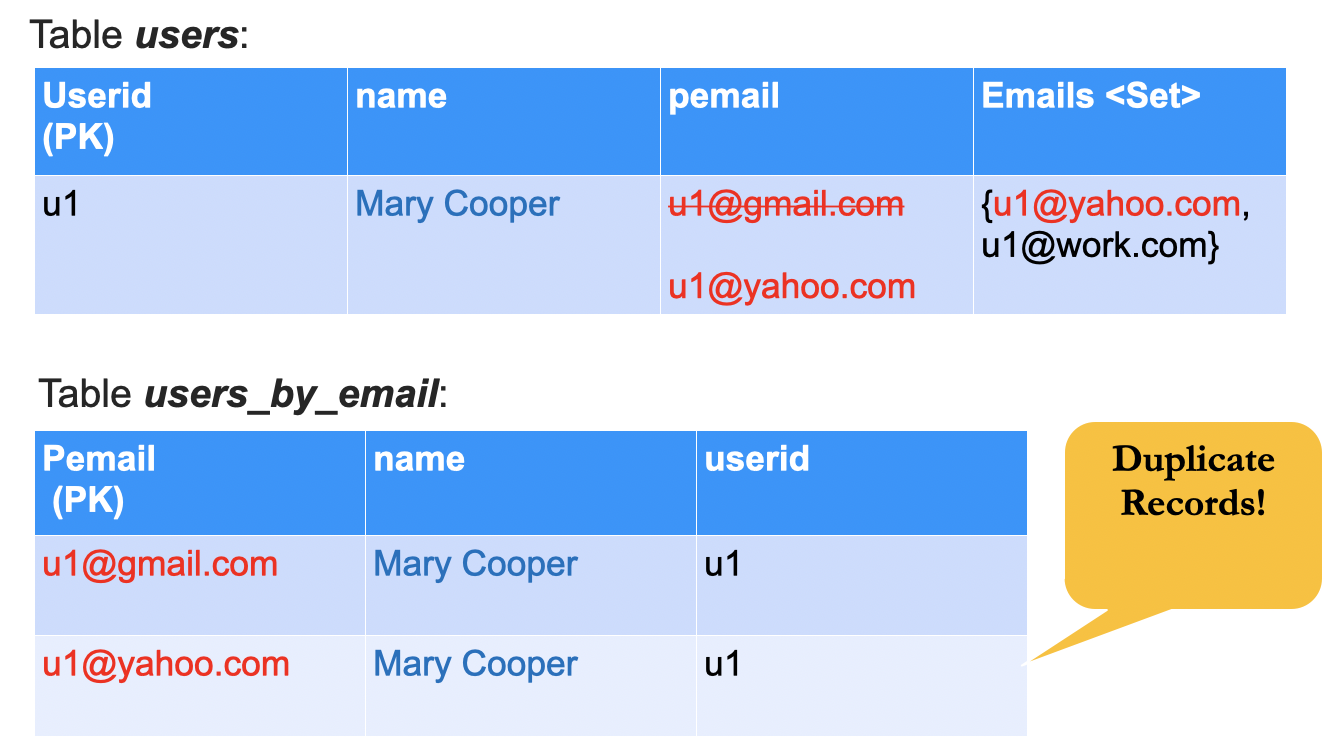 Table users:
Userid name pemail Emails <Set>
(PK)
u1 Mary Cooper u1@gmail.com {u1@yahoo.com,
u1@work.com}
u1@yahoo.com
Table users_by_email:
Pemail name userid
(PK)
u1@gmail.com Mary Cooper u1
u1@yahoo.com Mary Cooper u1
Duplicate
Records!